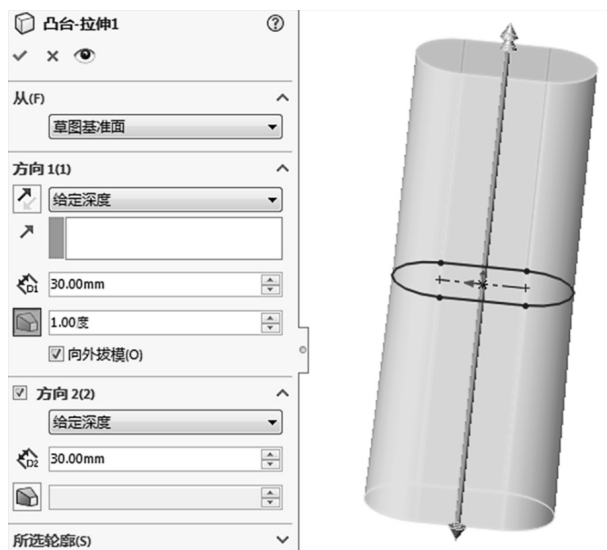 凸台-拉伸1
从(F)
草图基准面
方向 1(1)
给定深度
D1 30.00mm
1.00度
向外拔模(O)
方向 2(2)
给定深度
D2 30.00mm
所选轮廓(S)